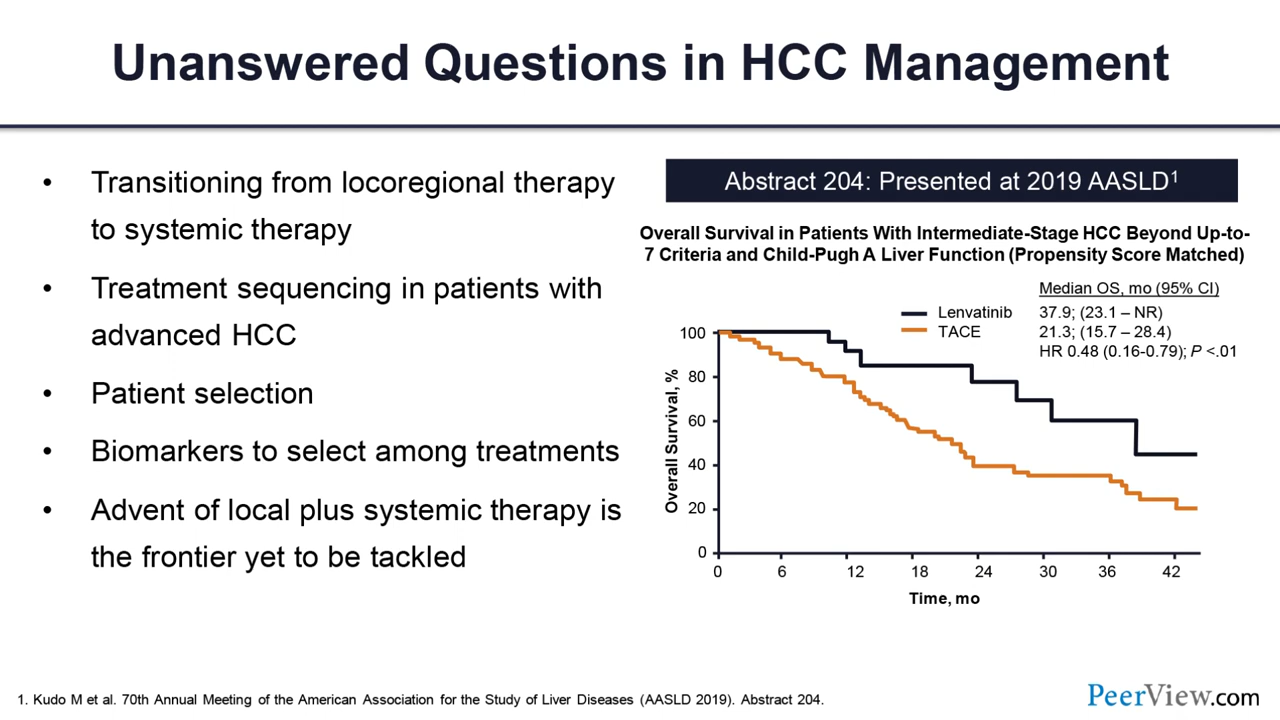 Unanswered Questions in HCC Management
• Transitioning from locoregional therapy
to systemic therapy
• Treatment sequencing in patients with
advanced HCC
• Patient selection
• Biomarkers to select among treatments
• Advent of local plus systemic therapy is
the frontier yet to be tackled
Abstract 204: Presented at 2019 AASLD¹
Overall Survival in Patients With Intermediate-Stage HCC Beyond Up-to-
7 Criteria and Child-Pugh A Liver Function (Propensity Score Matched)
Median OS, mo (95% CI)
Lenvatinib 37.9; (23.1 – NR)
TACE 21.3; (15.7 – 28.4)
HR 0.48 (0.16-0.79); P <.01
Overall Survival, %
100
80
60
40
20
0
0 6 12 18 24 30 36 42
Time, mo
1. Kudo M et al. 70th Annual Meeting of the American Association for the Study of Liver Diseases (AASLD 2019). Abstract 204.
PeerView.com